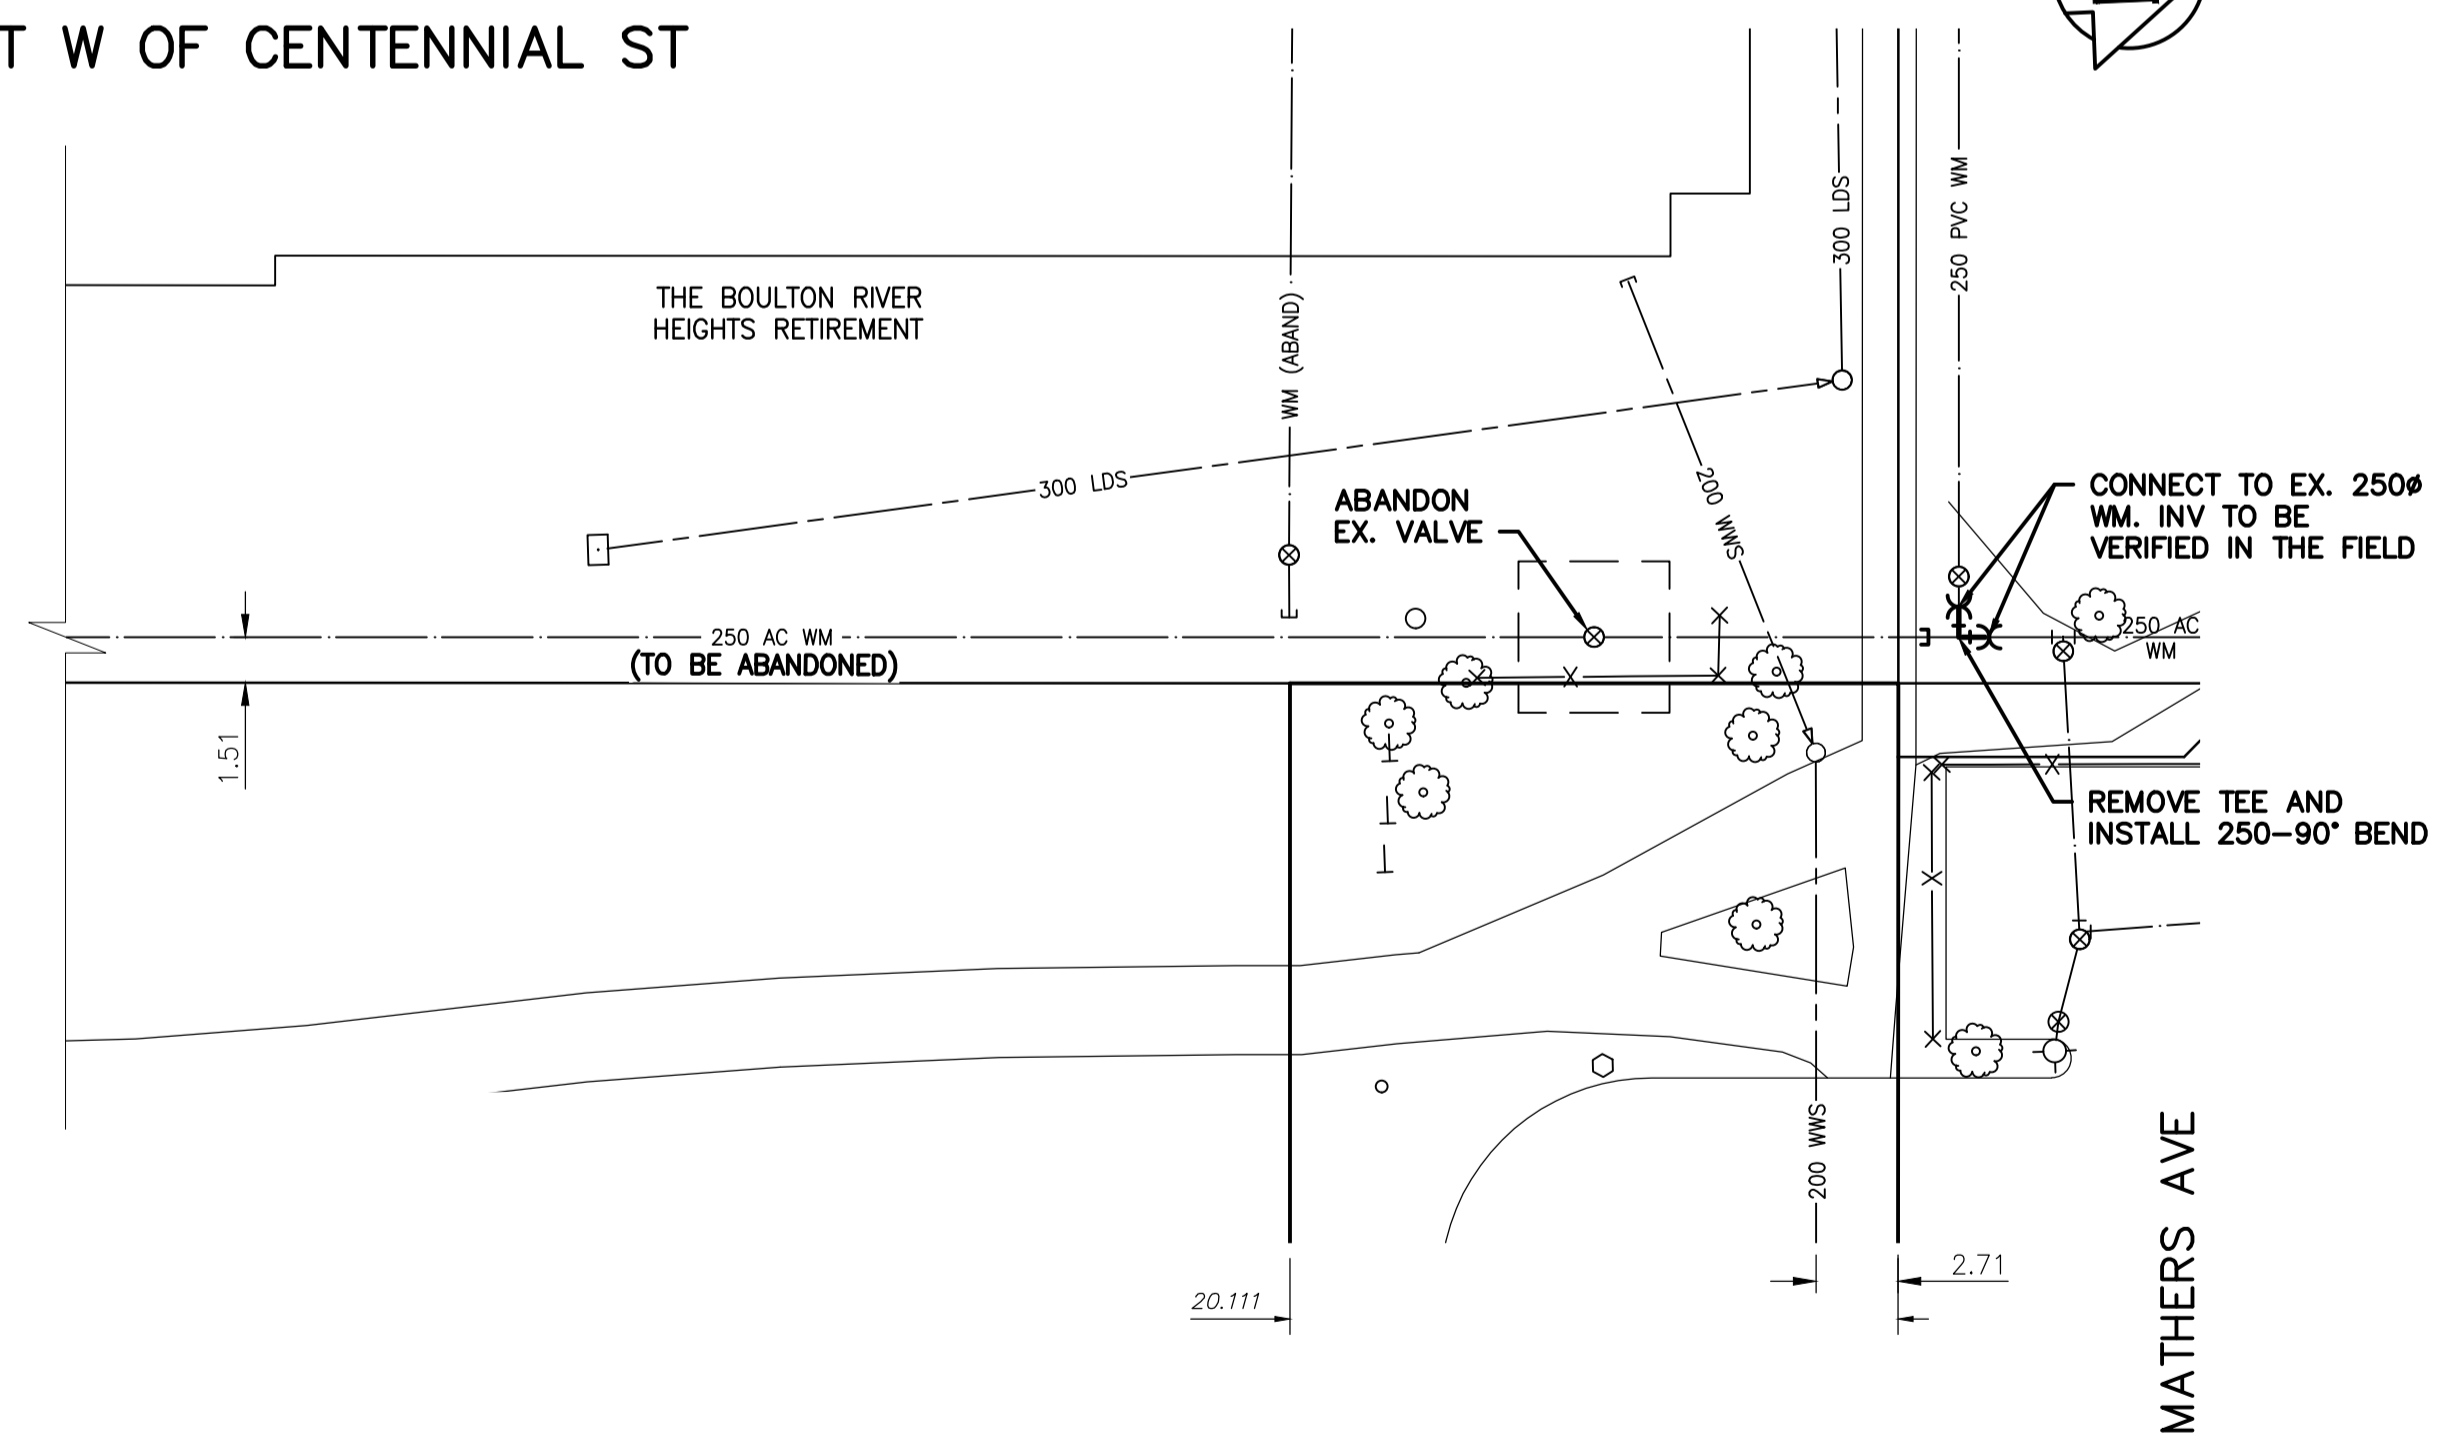 T W OF CENTENNIAL ST
THE BOULTON RIVER
HEIGHTS RETIREMENT
WM (ABAND)
300 LDS
250 PVC WM
300 LDS
200 WWS
ABANDON
EX. VALVE
CONNECT TO EX. 250ø
WM. INV TO BE
VERIFIED IN THE FIELD
250 AC WM
(TO BE ABANDONED)
250 AC
WM
1.51
REMOVE TEE AND
INSTALL 250-90° BEND
200 WWS
2.71
20.111
MATHERS AVE